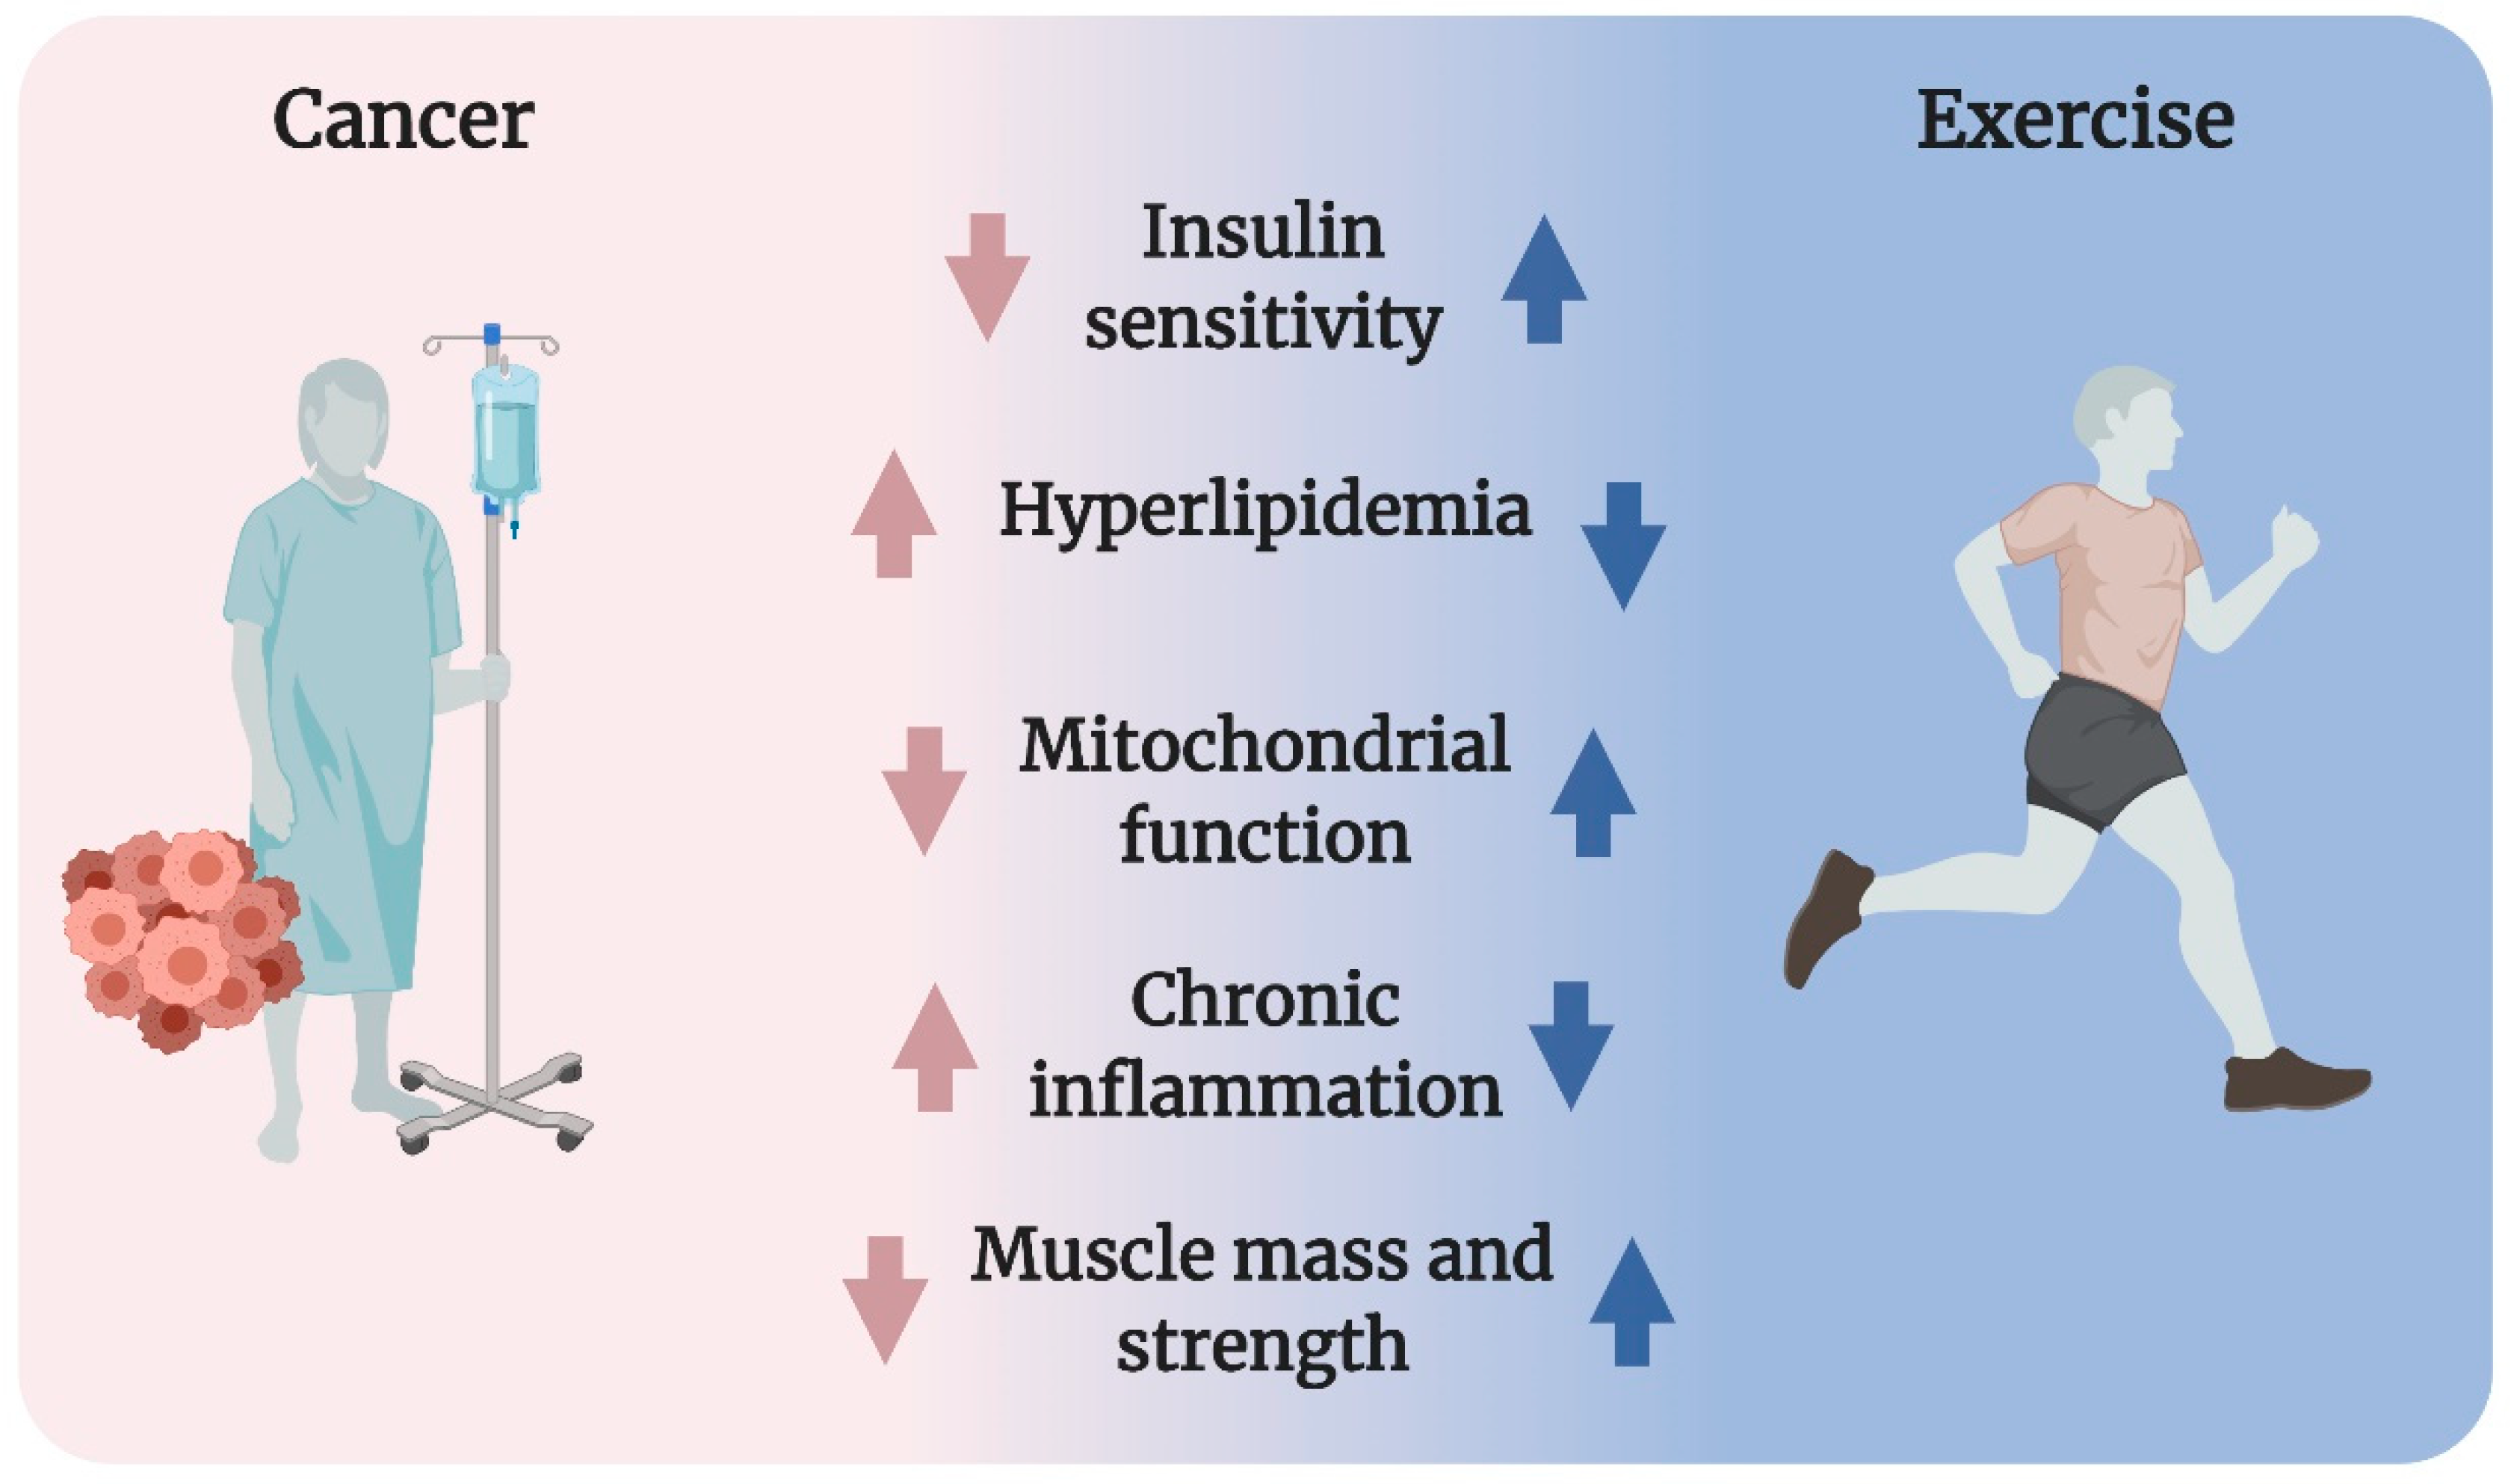 Cancer
Exercise
Insulin
sensitivity
Hyperlipidemia
Mitochondrial
function
Chronic
inflammation
Muscle mass and
strength